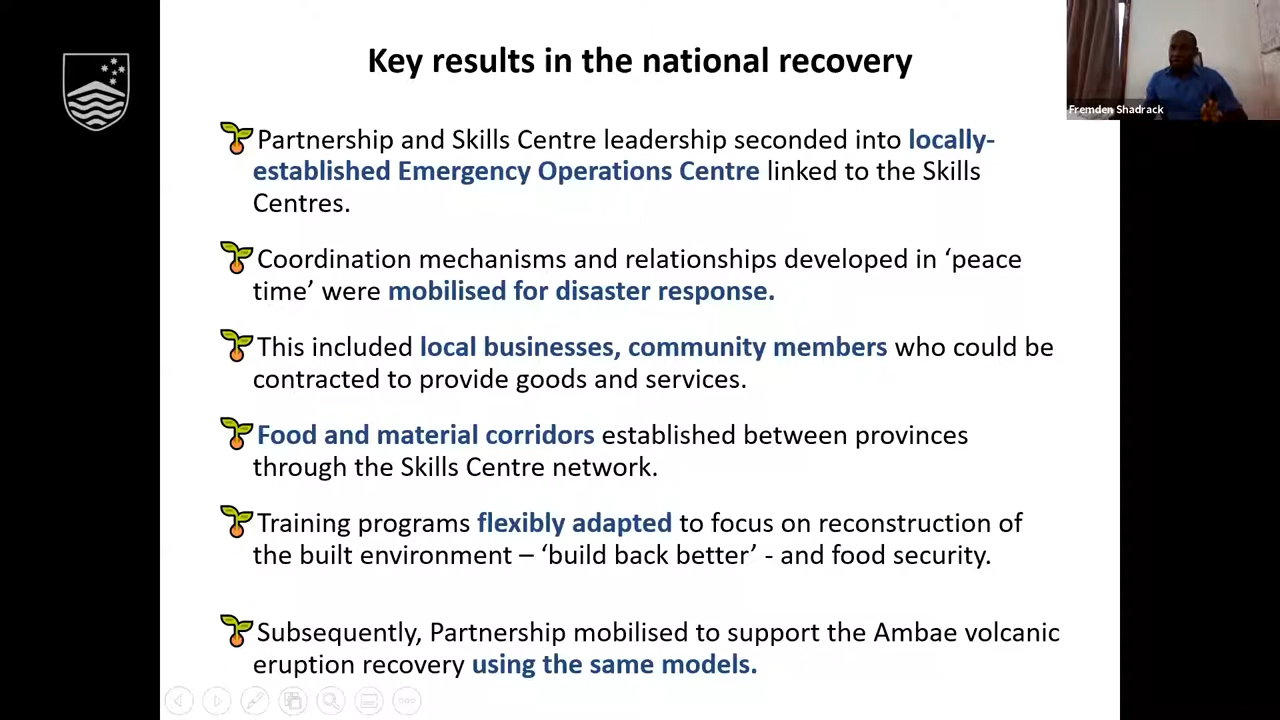 Key results in the national recovery
Fremden Shadrack
Partnership and Skills Centre leadership seconded into locally-
established Emergency Operations Centre linked to the Skills
Centres.
Coordination mechanisms and relationships developed in ‘peace
time’ were mobilised for disaster response.
This included local businesses, community members who could be
contracted to provide goods and services.
Food and material corridors established between provinces
through the Skills Centre network.
Training programs flexibly adapted to focus on reconstruction of
the built environment – ‘build back better’ - and food security.
Subsequently, Partnership mobilised to support the Ambae volcanic
eruption recovery using the same models.